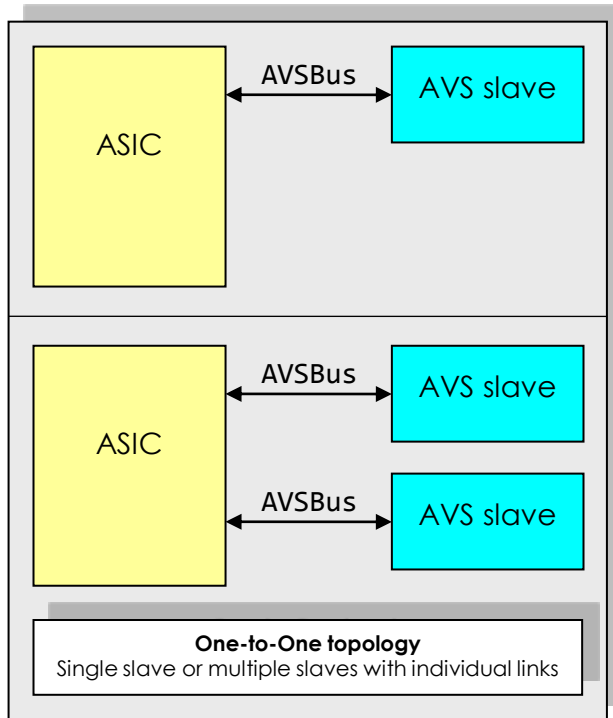 AVSBus
AVS slave
ASIC
AVSBus
AVS slave
ASIC
AVSBus
AVS slave
One-to-One topology
Single slave or multiple slaves with individual links